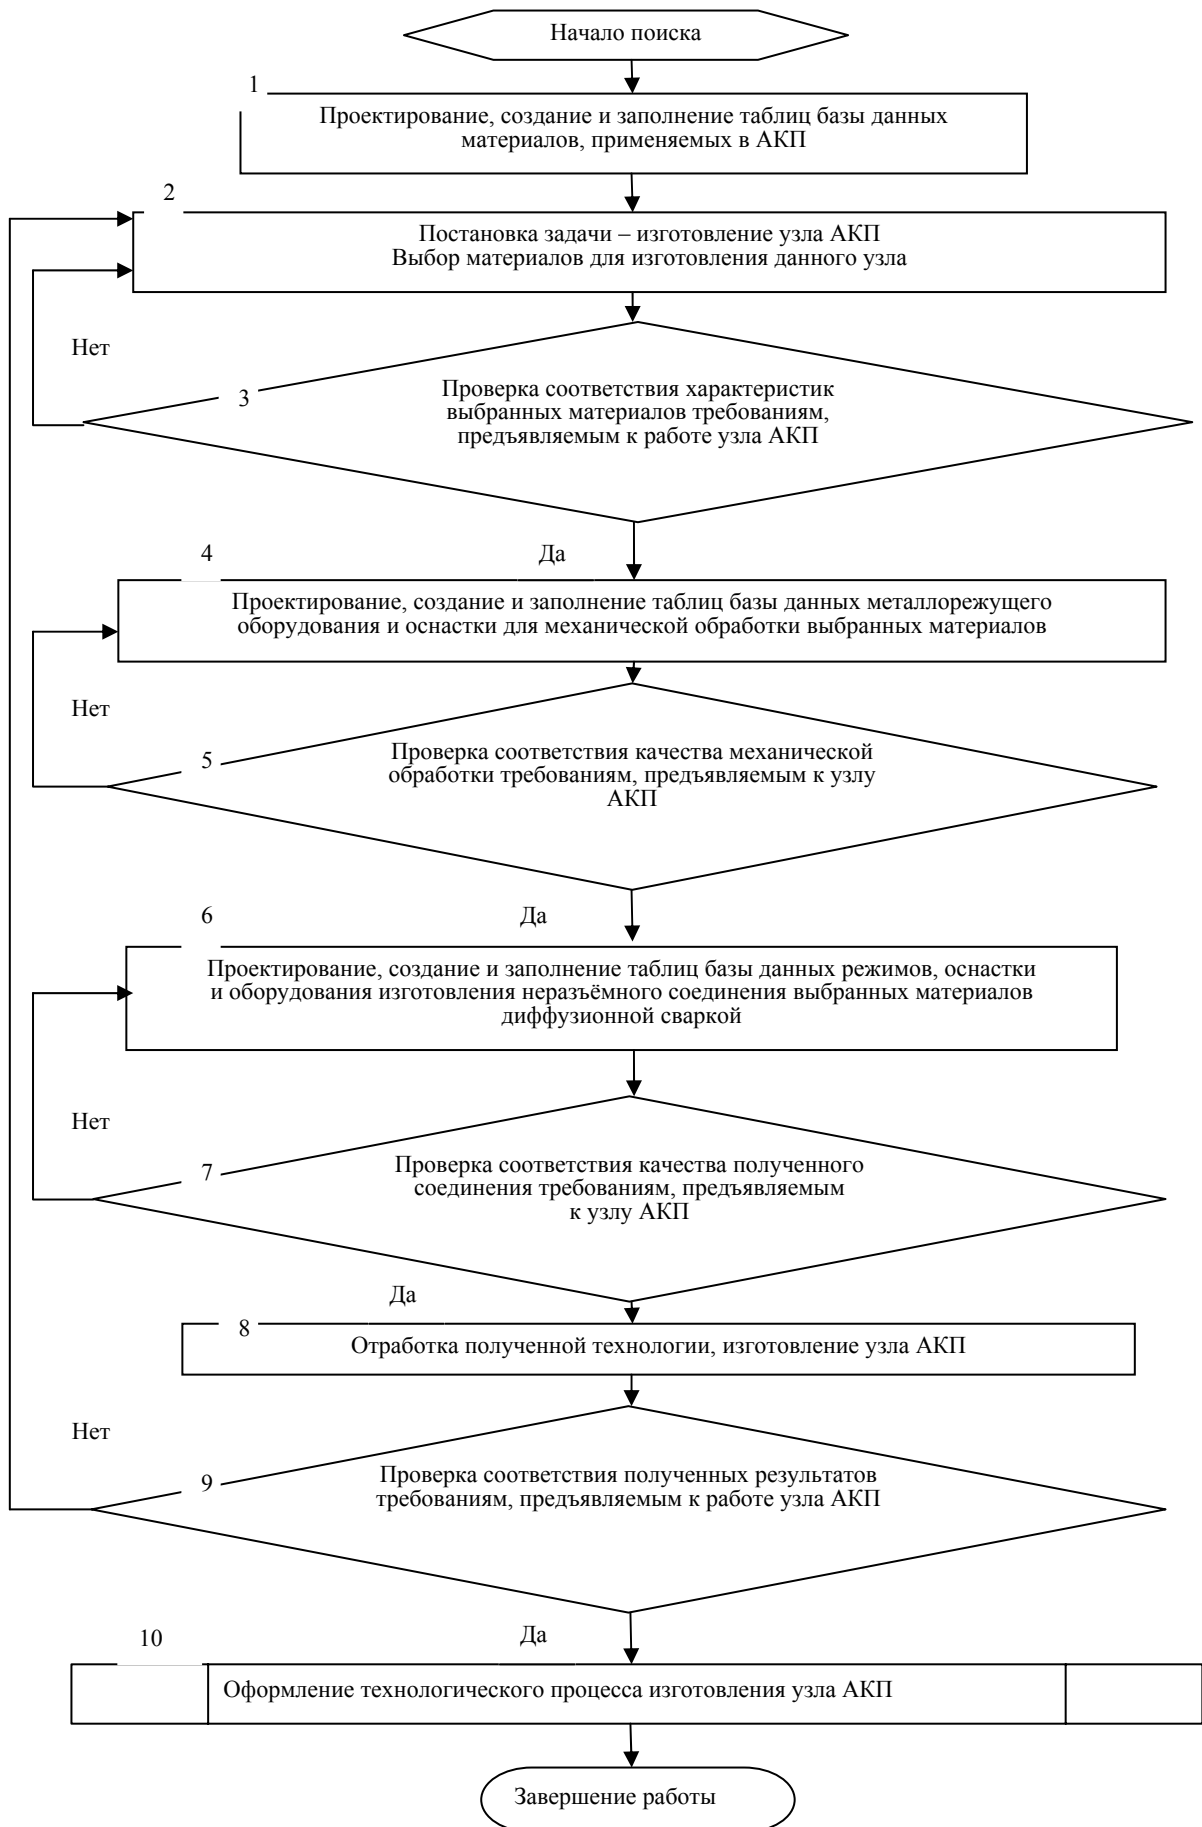 Начало поиска
1
Проектирование, создание и заполнение таблиц базы данных
материалов, применяемых в АКП
2
Постановка задачи – изготовление узла АКП
Выбор материалов для изготовления данного узла
Нет
3
Проверка соответствия характеристик
выбранных материалов требованиям,
предъявляемым к работе узла АКП
4
Да
Проектирование, создание и заполнение таблиц базы данных металлорежущего
оборудования и оснастки для механической обработки выбранных материалов
Нет
5
Проверка соответствия качества механической
обработки требованиям, предъявляемым к узлу
АКП
6
Да
Проектирование, создание и заполнение таблиц базы данных режимов, оснастки
и оборудования изготовления неразъёмного соединения выбранных материалов
диффузионной сваркой
Нет
7
Проверка соответствия качества полученного
соединения требованиям, предъявляемым
к узлу АКП
Да
8
Отработка полученной технологии, изготовление узла АКП
Нет
9
Проверка соответствия полученных результатов
требованиям, предъявляемым к работе узла АКП
10
Да
Оформление технологического процесса изготовления узла АКП
Завершение работы